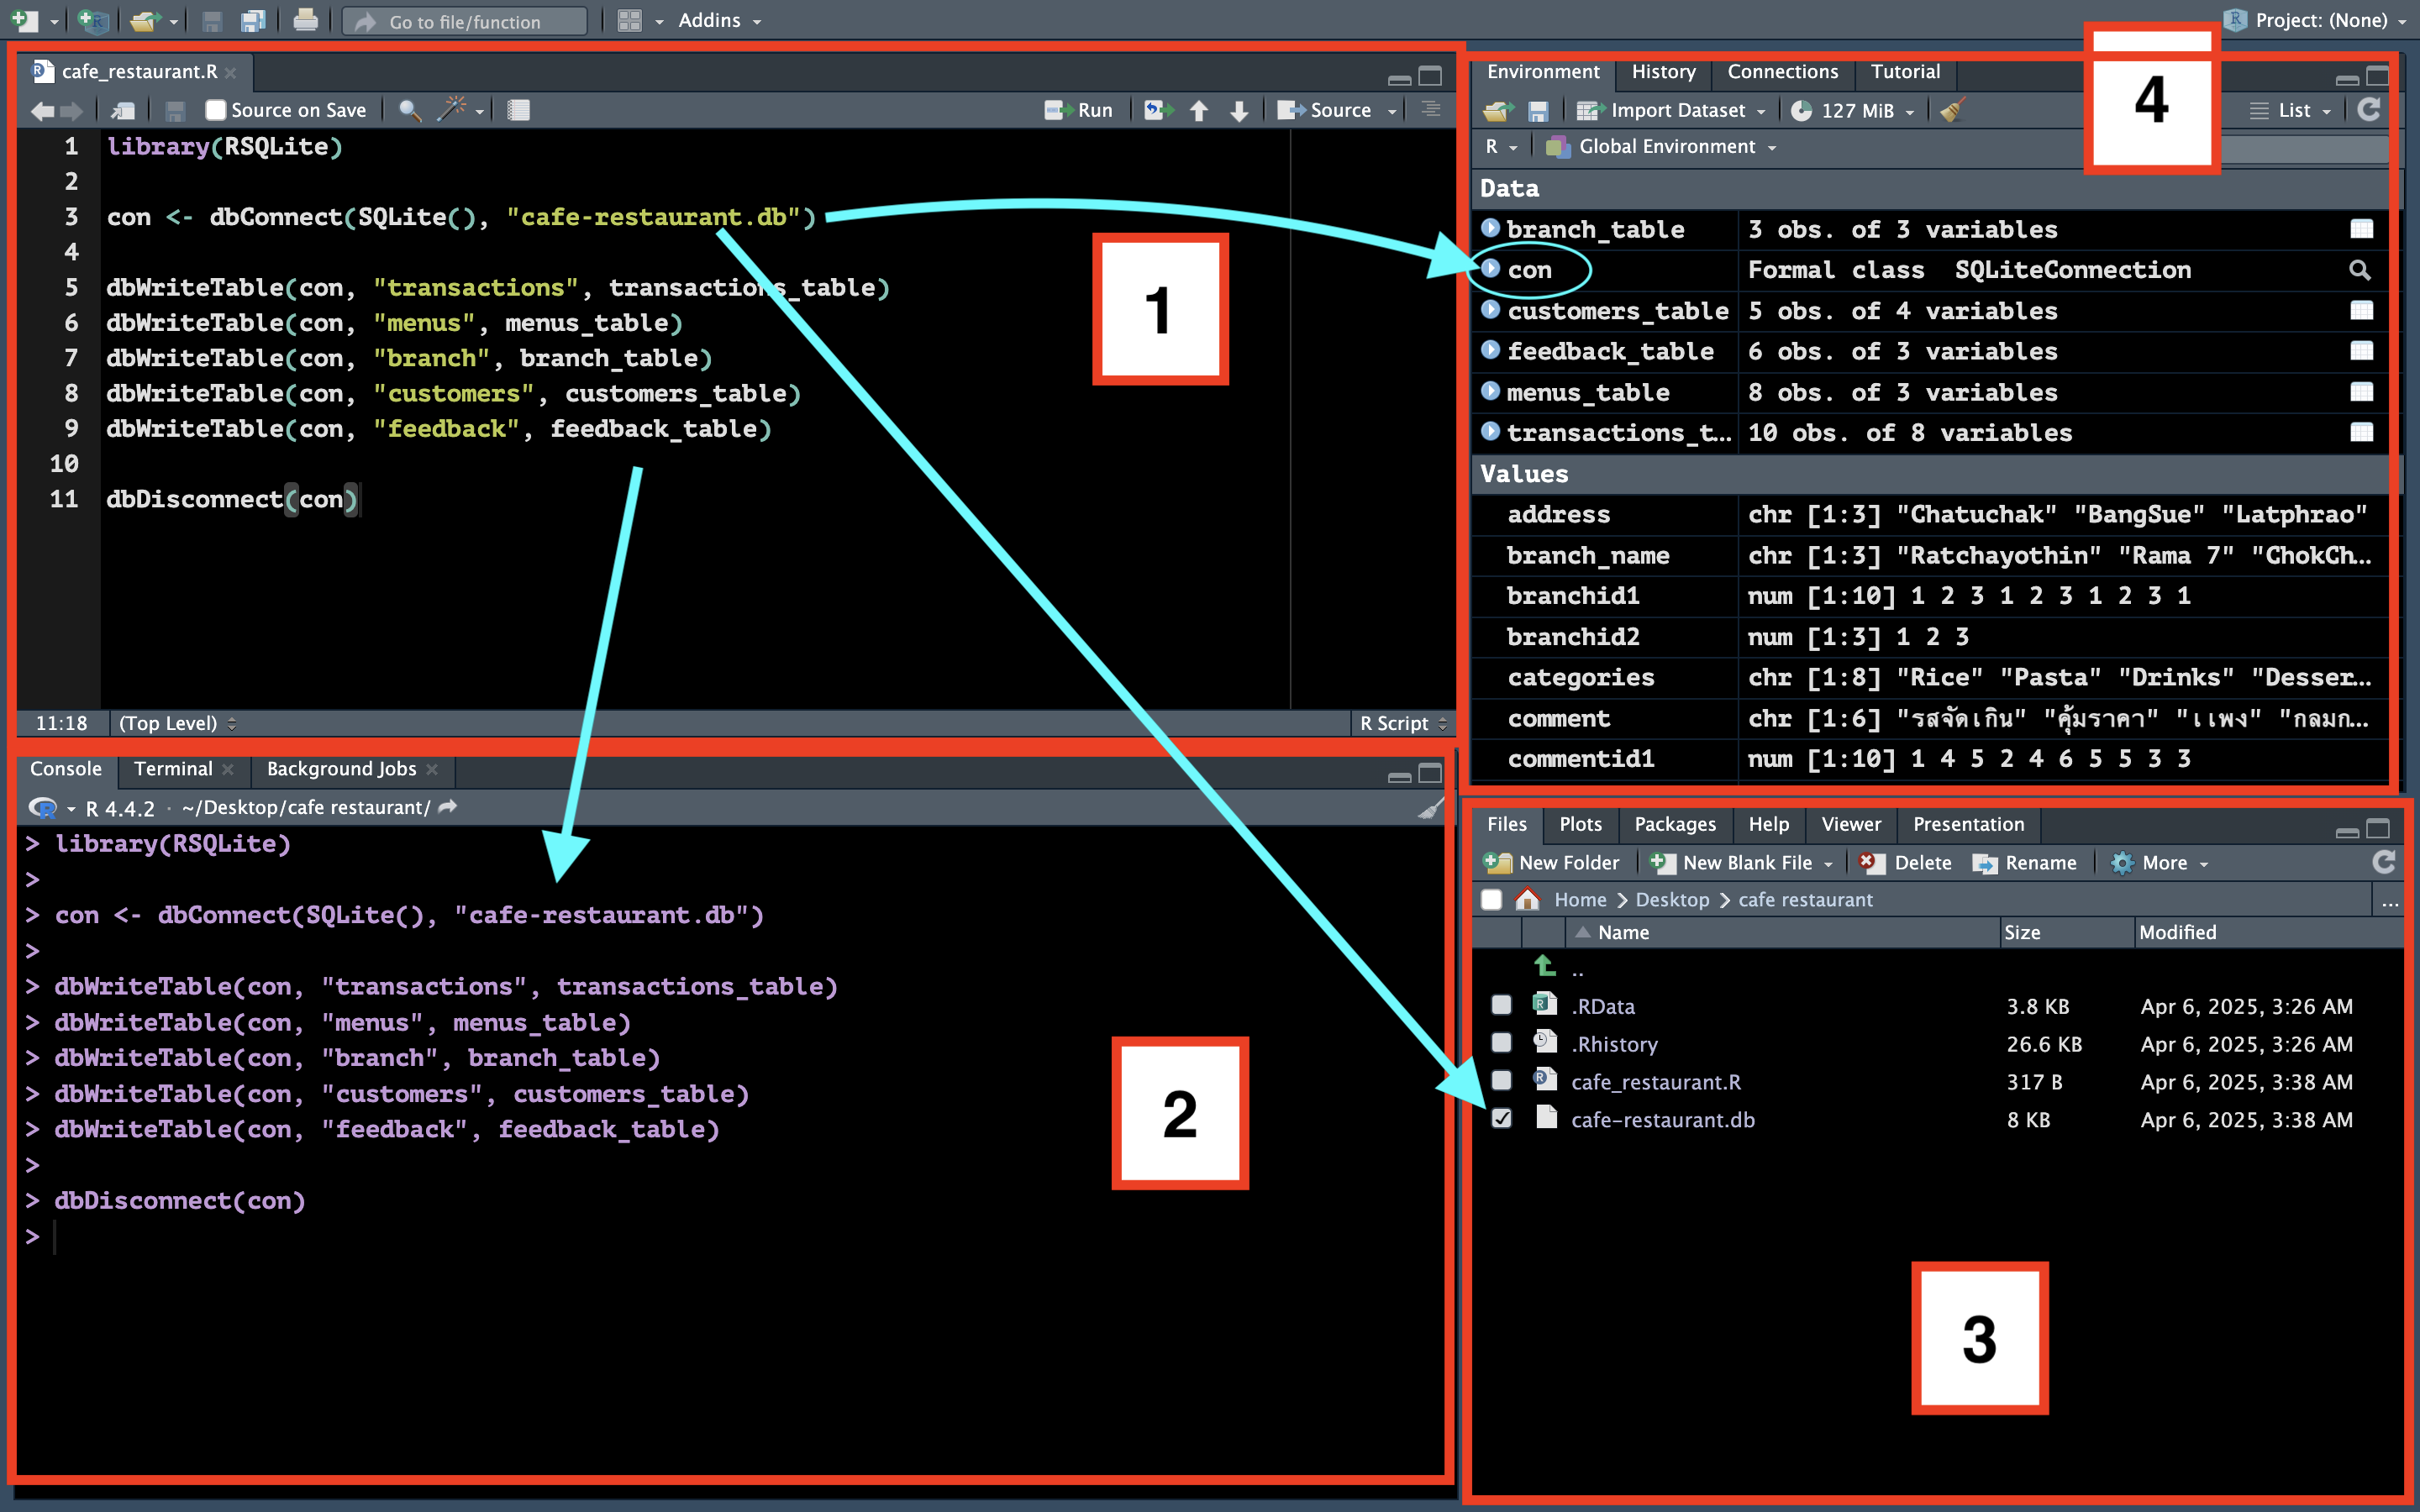 Go to file/function
Addins
Project: (None)
cafe_restaurant.R
Source on Save
Run
Source
1 library(RSQLite)
2
3 con <- dbConnect(SQLite(), "cafe-restaurant.db")
4
5 dbWriteTable(con, "transactions", transactions_table)
6 dbWriteTable(con, "menus", menus_table)
7 dbWriteTable(con, "branch", branch_table)
8 dbWriteTable(con, "customers", customers_table)
9 dbWriteTable(con, "feedback", feedback_table)
10
11 dbDisconnect(con)
1
11:18 (Top Level) R Script
Console Terminal Background Jobs
R 4.4.2 · ~/Desktop/cafe restaurant/
> library(RSQLite)
>
> con <- dbConnect(SQLite(), "cafe-restaurant.db")
>
> dbWriteTable(con, "transactions", transactions_table)
> dbWriteTable(con, "menus", menus_table)
> dbWriteTable(con, "branch", branch_table)
> dbWriteTable(con, "customers", customers_table)
> dbWriteTable(con, "feedback", feedback_table)
>
> dbDisconnect(con)
>
2
Environment History Connections Tutorial
4
Import Dataset 127 MiB List
R Global Environment
Data
branch_table 3 obs. of 3 variables
con Formal class SQLiteConnection
customers_table 5 obs. of 4 variables
feedback_table 6 obs. of 3 variables
menus_table 8 obs. of 3 variables
transactions_t… 10 obs. of 8 variables
Values
address chr [1:3] "Chatuchak" "BangSue" "Latphrao"
branch_name chr [1:3] "Ratchayothin" "Rama 7" "ChokCh…
branchid1 num [1:10] 1 2 3 1 2 3 1 2 3 1
branchid2 num [1:3] 1 2 3
categories chr [1:8] "Rice" "Pasta" "Drinks" "Desser…
comment chr [1:6] "รสจัดเกิน" "คุ้มราคา" "เเพง" "กลมก…
commentid1 num [1:10] 1 4 5 2 4 6 5 5 3 3
Files Plots Packages Help Viewer Presentation
New Folder New Blank File Delete Rename More
Home Desktop cafe restaurant ...
Name Size Modified
..
.RData 3.8 KB Apr 6, 2025, 3:26 AM
.Rhistory 26.6 KB Apr 6, 2025, 3:26 AM
cafe_restaurant.R 317 B Apr 6, 2025, 3:38 AM
cafe-restaurant.db 8 KB Apr 6, 2025, 3:38 AM
3